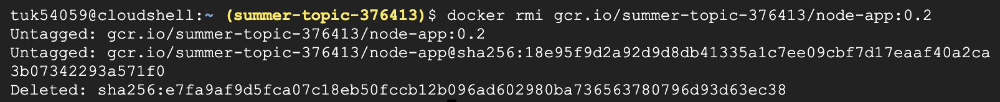 tuk54059@cloudshell:~ (summer-topic-376413)$ docker rmi gcr.io/summer-topic-376413/node-app:0.2
Untagged: gcr.io/summer-topic-376413/node-app:0.2
Untagged: gcr.io/summer-topic-376413/node-app@sha256:18e95f9d2a92d9d8db41335a1c7ee09cbf7d17eaaf40a2ca
3b07342293a571f0
Deleted: sha256:e7fa9af9d5fca07c18eb50fccb12b096ad602980ba736563780796d93d63ec38